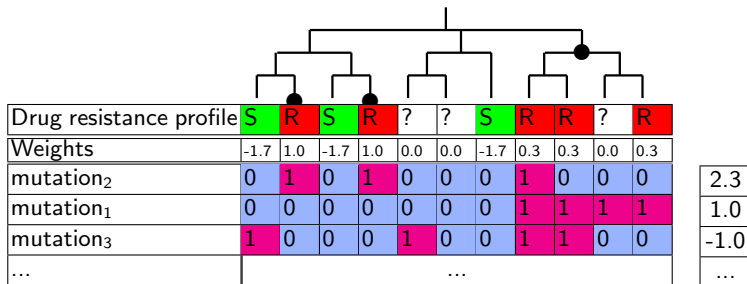 Drug resistance profile S R S R ? ? S R R ? R
Weights -1.7 1.0 -1.7 1.0 0.0 0.0 -1.7 0.3 0.3 0.0 0.3
mutation₂ 0 1 0 1 0 0 0 1 0 0 0 2.3
mutation₁ 0 0 0 0 0 0 0 1 1 1 1 1.0
mutation₃ 1 0 0 0 1 0 0 1 1 0 0 -1.0
... ... ...